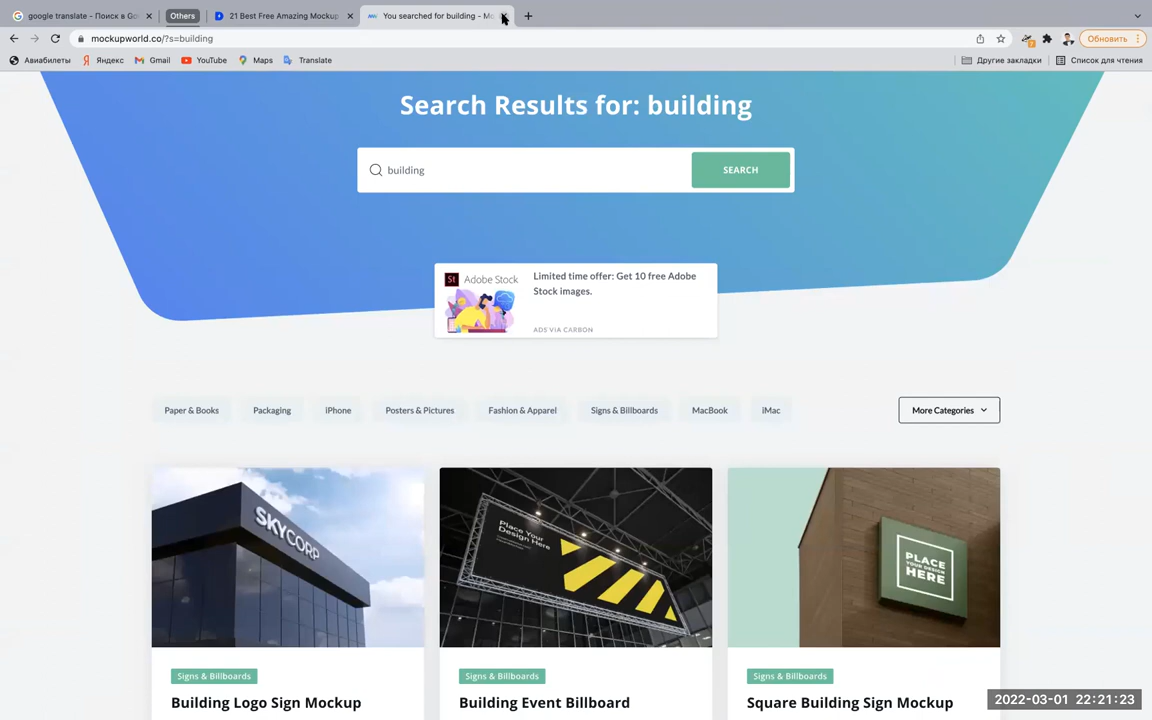 google translate - Поиск в Go
Others
21 Best Free Amazing Mockup
You searched for building - Mo
mockupworld.co/?s=building
Обновить
Авиабилеты
Яндекс
Gmail
YouTube
Maps
Translate
Другие закладки
Список для чтения
Search Results for: building
building
SEARCH
St Adobe Stock
Limited time offer: Get 10 free Adobe
Stock images.
ADS VIA CARBON
Paper & Books
Packaging
iPhone
Posters & Pictures
Fashion & Apparel
Signs & Billboards
MacBook
iMac
More Categories
SKYCORP
Place Your
Design Here
PLACE
YOUR DESIGN
HERE
Signs & Billboards
Signs & Billboards
Signs & Billboards
Building Logo Sign Mockup
Building Event Billboard
Square Building Sign Mockup
2022-03-01 22:21:23